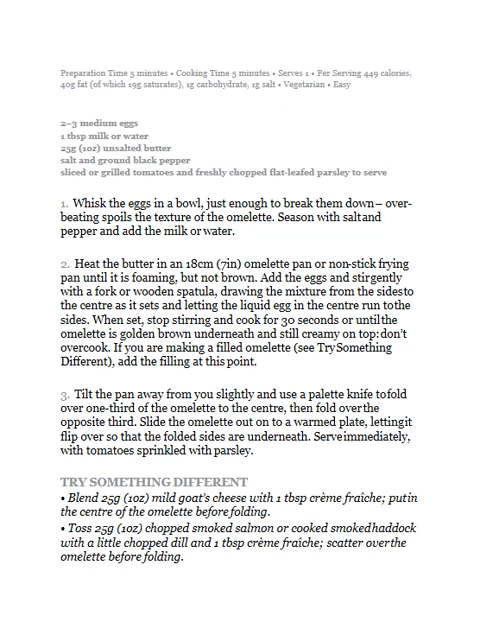 Preparation Time 5 minutes • Cooking Time 5 minutes • Serves 1 • Per Serving 449 calories,
40g fat (of which 19g saturates), 1g carbohydrate, 1g salt • Vegetarian • Easy
2–3 medium eggs
1 tbsp milk or water
25g (1oz) unsalted butter
salt and ground black pepper
sliced or grilled tomatoes and freshly chopped flat-leafed parsley to serve
1. Whisk the eggs in a bowl, just enough to break them down – over-
beating spoils the texture of the omelette. Season with salt and
pepper and add the milk or water.
2. Heat the butter in an 18cm (7in) omelette pan or non-stick frying
pan until it is foaming, but not brown. Add the eggs and stir gently
with a fork or wooden spatula, drawing the mixture from the sides to
the centre as it sets and letting the liquid egg in the centre run to the
sides. When set, stop stirring and cook for 30 seconds or until the
omelette is golden brown underneath and still creamy on top: don't
overcook. If you are making a filled omelette (see Try Something
Different), add the filling at this point.
3. Tilt the pan away from you slightly and use a palette knife to fold
over one-third of the omelette to the centre, then fold over the
opposite third. Slide the omelette out on to a warmed plate, letting it
flip over so that the folded sides are underneath. Serve immediately,
with tomatoes sprinkled with parsley.
TRY SOMETHING DIFFERENT
• Blend 25g (1oz) mild goat's cheese with 1 tbsp crème fraîche; put in
the centre of the omelette before folding.
• Toss 25g (1oz) chopped smoked salmon or cooked smoked haddock
with a little chopped dill and 1 tbsp crème fraîche; scatter over the
omelette before folding.